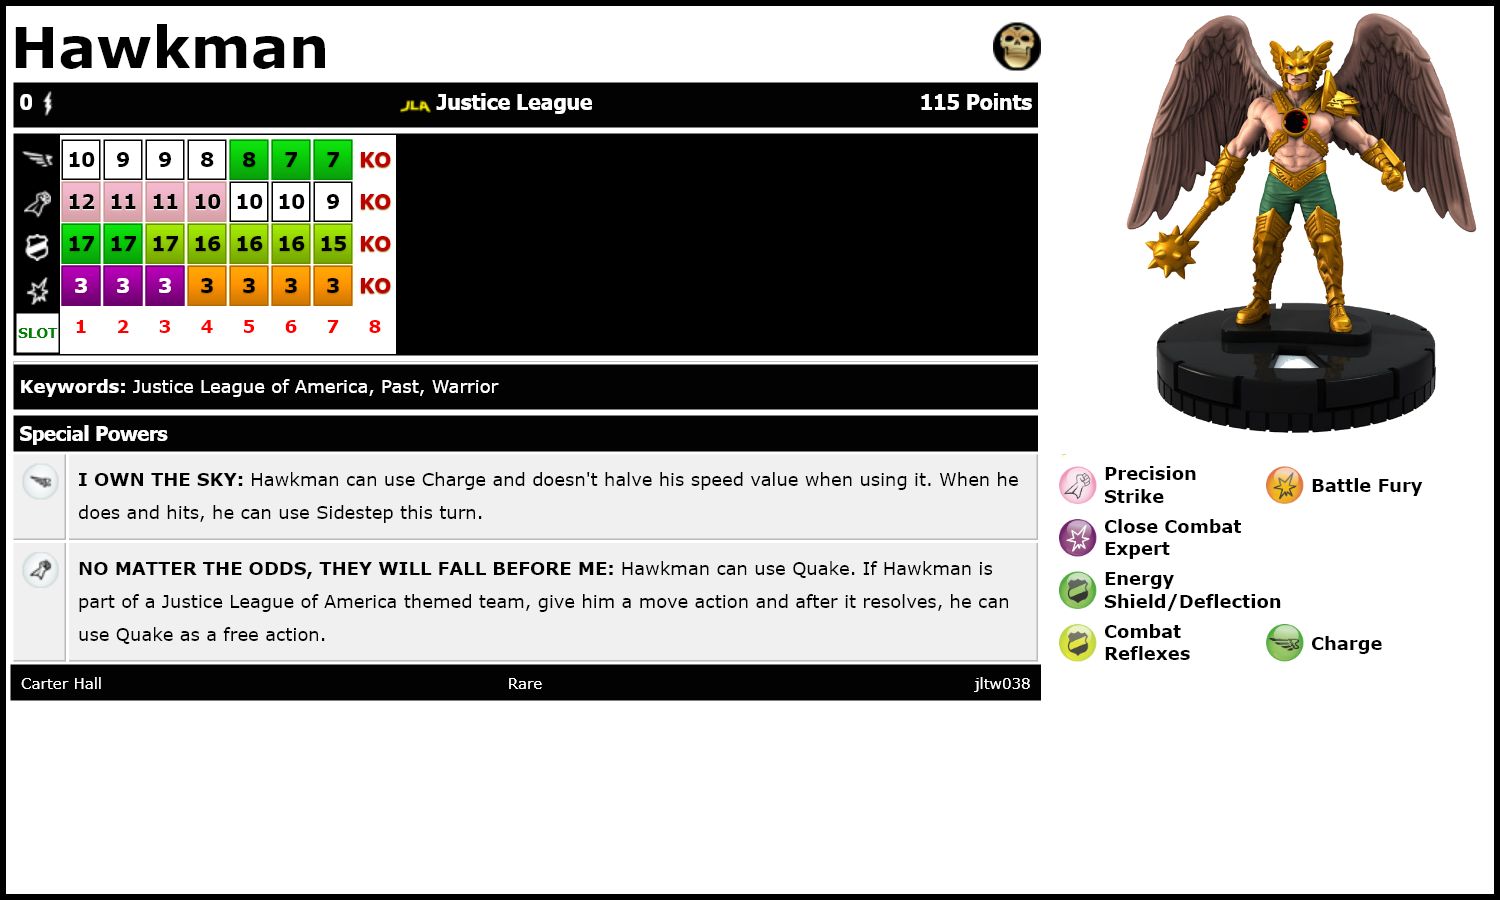 Hawkman
0 JLA Justice League 115 Points
10 9 9 8 8 7 7 KO
12 11 11 10 10 10 9 KO
17 17 17 16 16 16 15 KO
3 3 3 3 3 3 3 KO
SLOT 1 2 3 4 5 6 7 8
Keywords: Justice League of America, Past, Warrior
Special Powers
I OWN THE SKY: Hawkman can use Charge and doesn't halve his speed value when using it. When he
does and hits, he can use Sidestep this turn.
NO MATTER THE ODDS, THEY WILL FALL BEFORE ME: Hawkman can use Quake. If Hawkman is
part of a Justice League of America themed team, give him a move action and after it resolves, he can
use Quake as a free action.
Carter Hall Rare jltw038
Precision
Strike
Battle Fury
Close Combat
Expert
Energy
Shield/Deflection
Combat
Reflexes
Charge